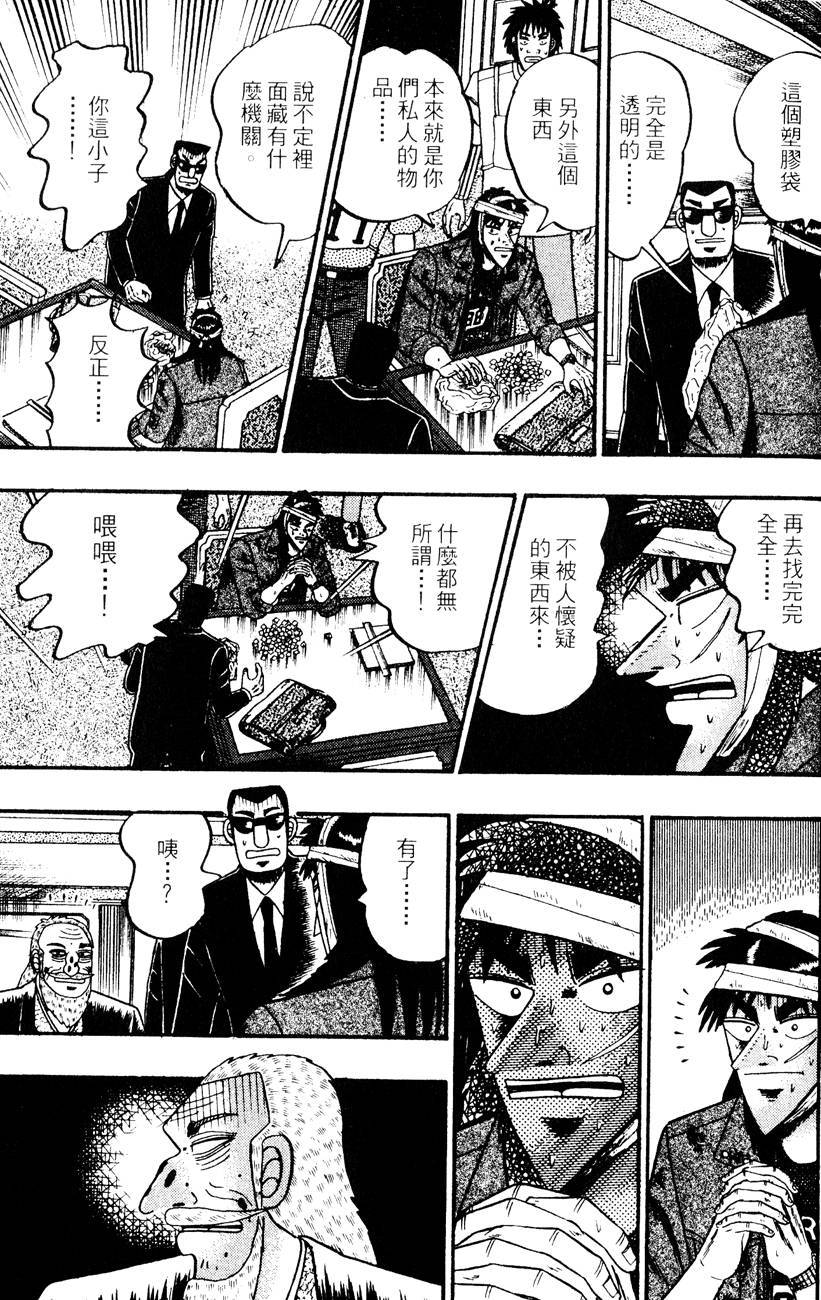 這個塑膠袋
完全是
透明的……
另外這個
東西
本來就是你
們私人的物
品……
說不定裡
面藏有什
麼機關。
你這小子
……!
反正……
再去找完完
全全……
不被人懷疑
的東西來…
什麼都無
所謂…!
喂喂…!
有了……
咦…?